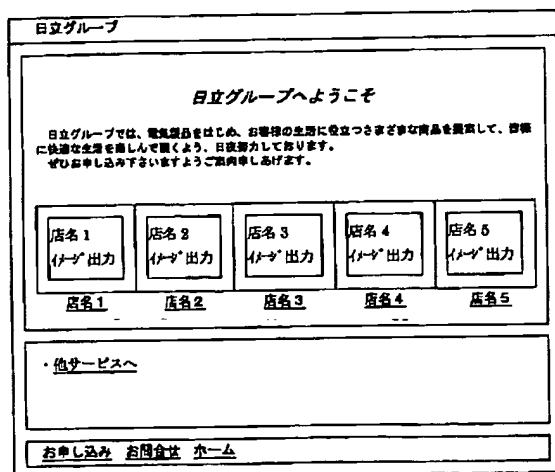 日立グループ
日立グループへようこそ
日立グループでは、電気製品をはじめ、お客様の生活に役立つさまざまな商品を提案して、皆様
に快適な生活を楽しんで頂くよう、日夜努力しております。
ぜひお申し込み下さいますようご案内申しあげます。
店名1 店名2 店名3 店名4 店名5
イメージ出力 イメージ出力 イメージ出力 イメージ出力 イメージ出力
店名1 店名2 店名3 店名4 店名5
・他サービスへ
お申し込み お問合せ ホーム